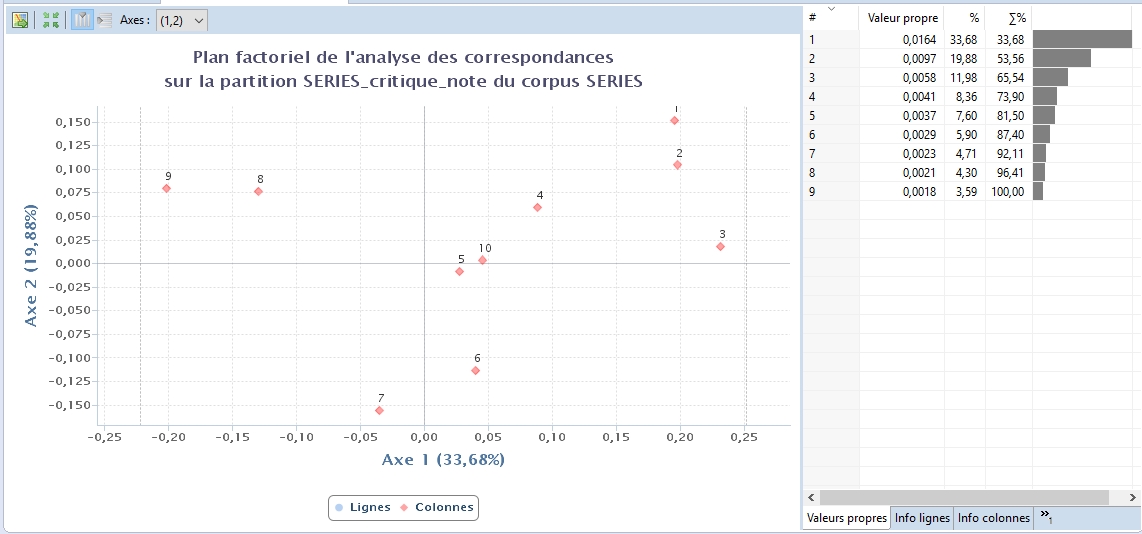 Axes : (1,2)
Plan factoriel de l'analyse des correspondances
sur la partition SERIES_critique_note du corpus SERIES
0,150
0,125
0,100
0,075
0,050
0,025
0,000
-0,025
-0,050
-0,075
-0,100
-0,125
-0,150
Axe 2 (19,88%)
1
2
9
8
4
3
10
5
6
7
-0,25 -0,20 -0,15 -0,10 -0,05 0,00 0,05 0,10 0,15 0,20 0,25
Axe 1 (33,68%)
Lignes Colonnes
# Valeur propre % ∑%
1 0,0164 33,68 33,68
2 0,0097 19,88 53,56
3 0,0058 11,98 65,54
4 0,0041 8,36 73,90
5 0,0037 7,60 81,50
6 0,0029 5,90 87,40
7 0,0023 4,71 92,11
8 0,0021 4,30 96,41
9 0,0018 3,59 100,00
Valeurs propres Info lignes Info colonnes »1